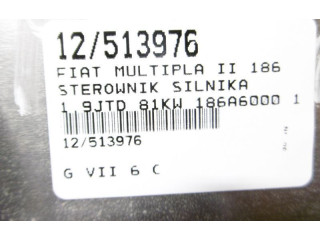 12/513976
FIAT MULTIPLA II 186
STEROWNIK SILNIKA
1 9JTD 81KW 186A6000 1
12/513976
G VII 6 C